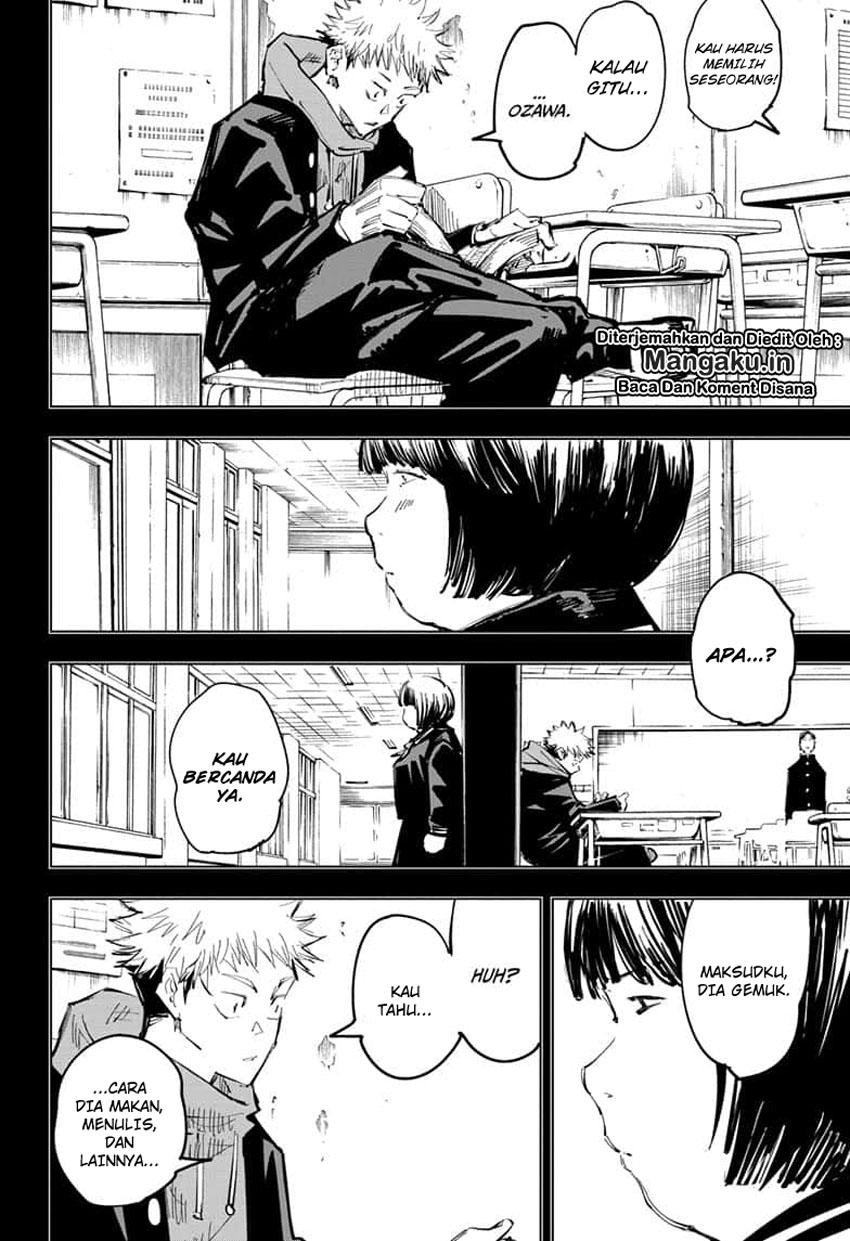 KAU HARUS
MEMILIH
SESEORANG!
KALAU
GITU...
...
OZAWA.
Diterjemahkan dan Diedit Oleh:
Mangaku.in
Baca Dan Koment Disana
APA...?
KAU
BERCANDA
YA.
MAKSUDKU,
DIA GEMUK.
HUH?
KAU
TAHU...
...CARA
DIA MAKAN,
MENULIS,
DAN
LAINNYA...